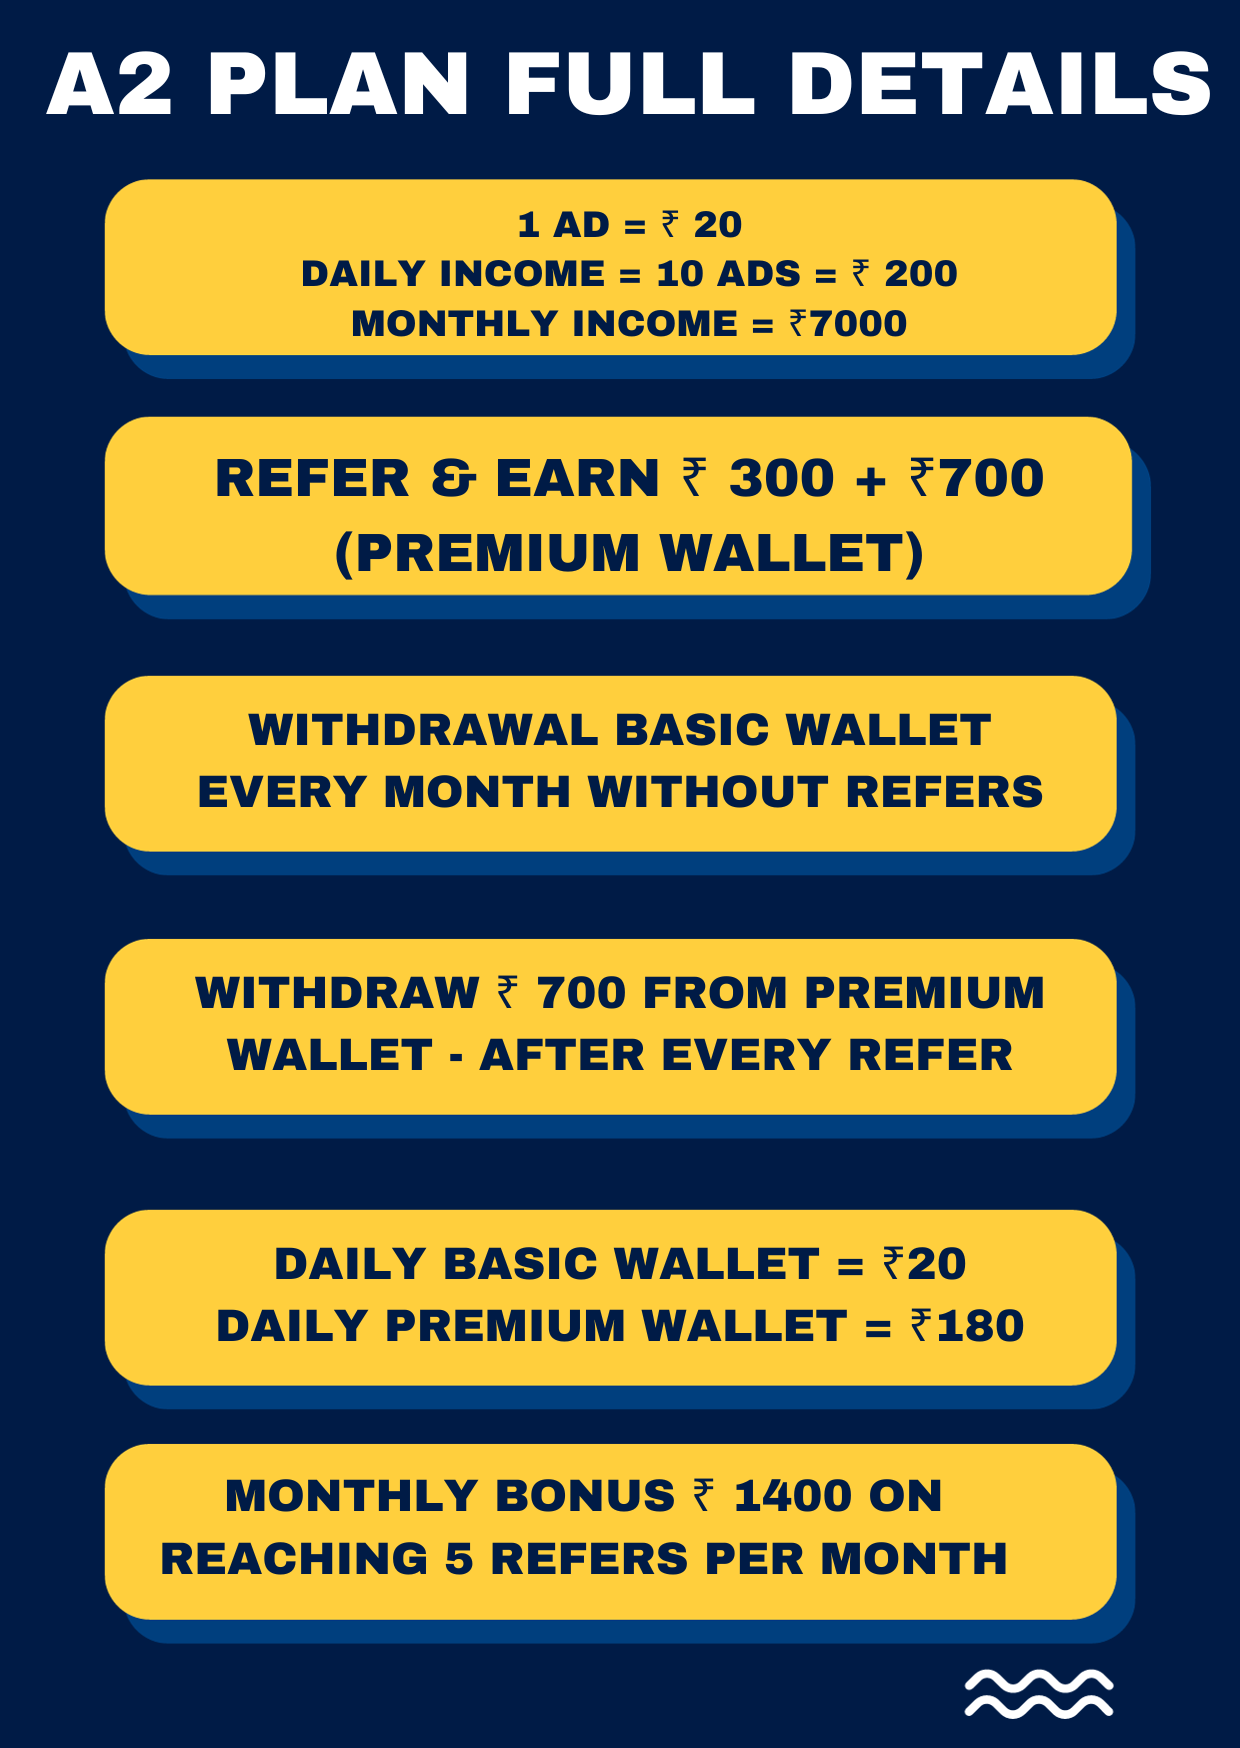 A2 PLAN FULL DETAILS
1 AD = ₹ 20
DAILY INCOME = 10 ADS = ₹ 200
MONTHLY INCOME = ₹7000
REFER & EARN ₹ 300 + ₹700
(PREMIUM WALLET)
WITHDRAWAL BASIC WALLET
EVERY MONTH WITHOUT REFERS
WITHDRAW ₹ 700 FROM PREMIUM
WALLET - AFTER EVERY REFER
DAILY BASIC WALLET = ₹20
DAILY PREMIUM WALLET = ₹180
MONTHLY BONUS ₹ 1400 ON
REACHING 5 REFERS PER MONTH